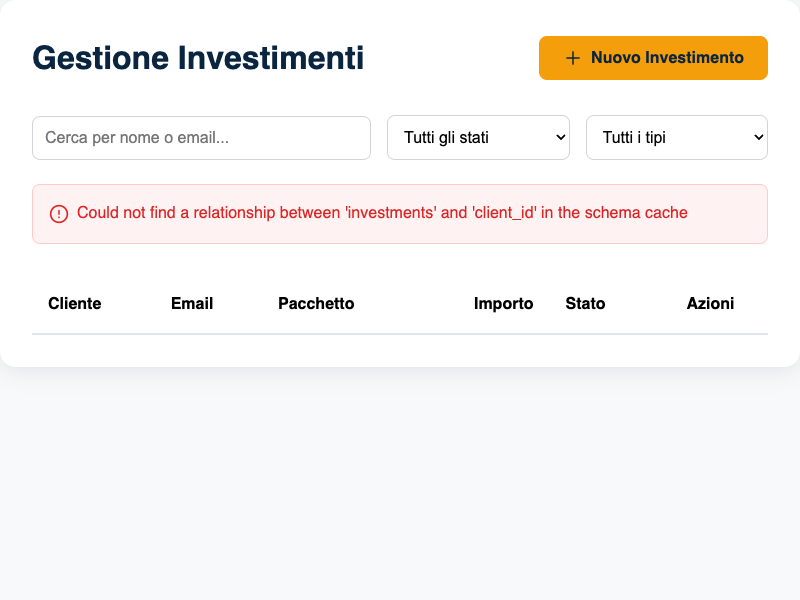 Gestione Investimenti
Nuovo Investimento
Cerca per nome o email...
Tutti gli stati
Tutti i tipi
Could not find a relationship between 'investments' and 'client_id' in the schema cache
Cliente Email Pacchetto Importo Stato Azioni